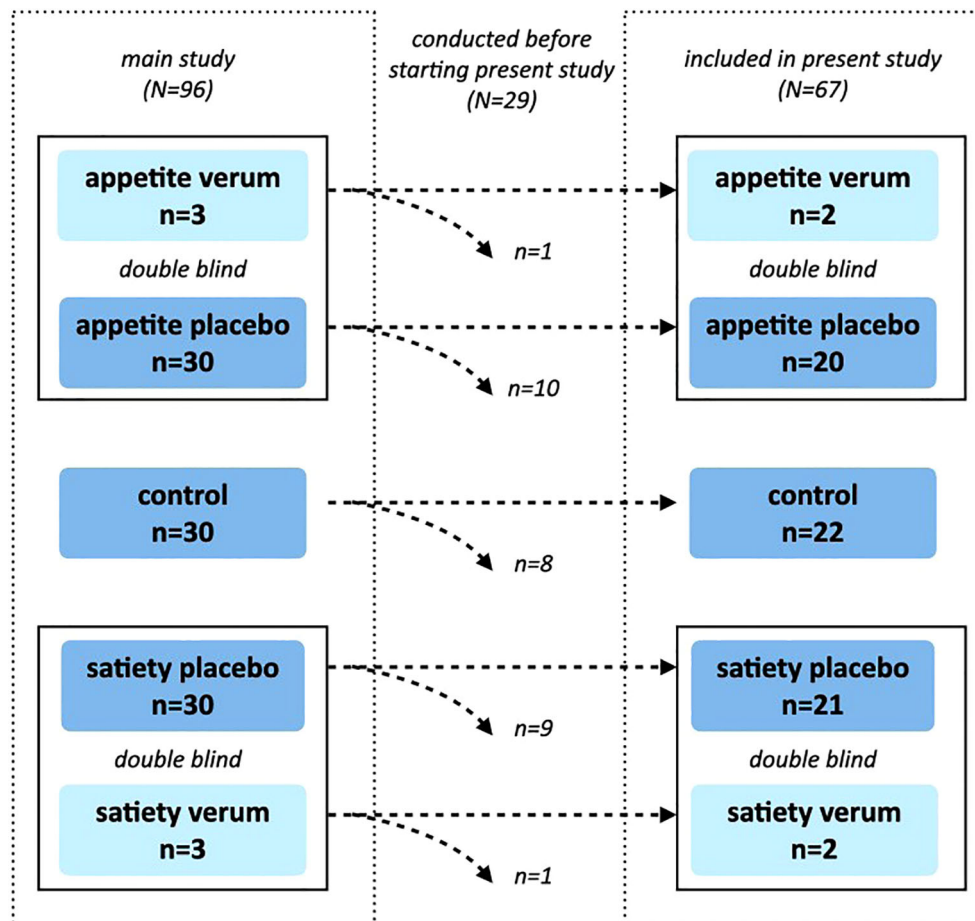 main study
(N=96)
conducted before
starting present study
(N=29)
included in present study
(N=67)
appetite verum
n=3
appetite verum
n=2
n=1
double blind
double blind
appetite placebo
n=30
appetite placebo
n=20
n=10
control
n=30
control
n=22
n=8
satiety placebo
n=30
satiety placebo
n=21
n=9
double blind
double blind
satiety verum
n=3
satiety verum
n=2
n=1